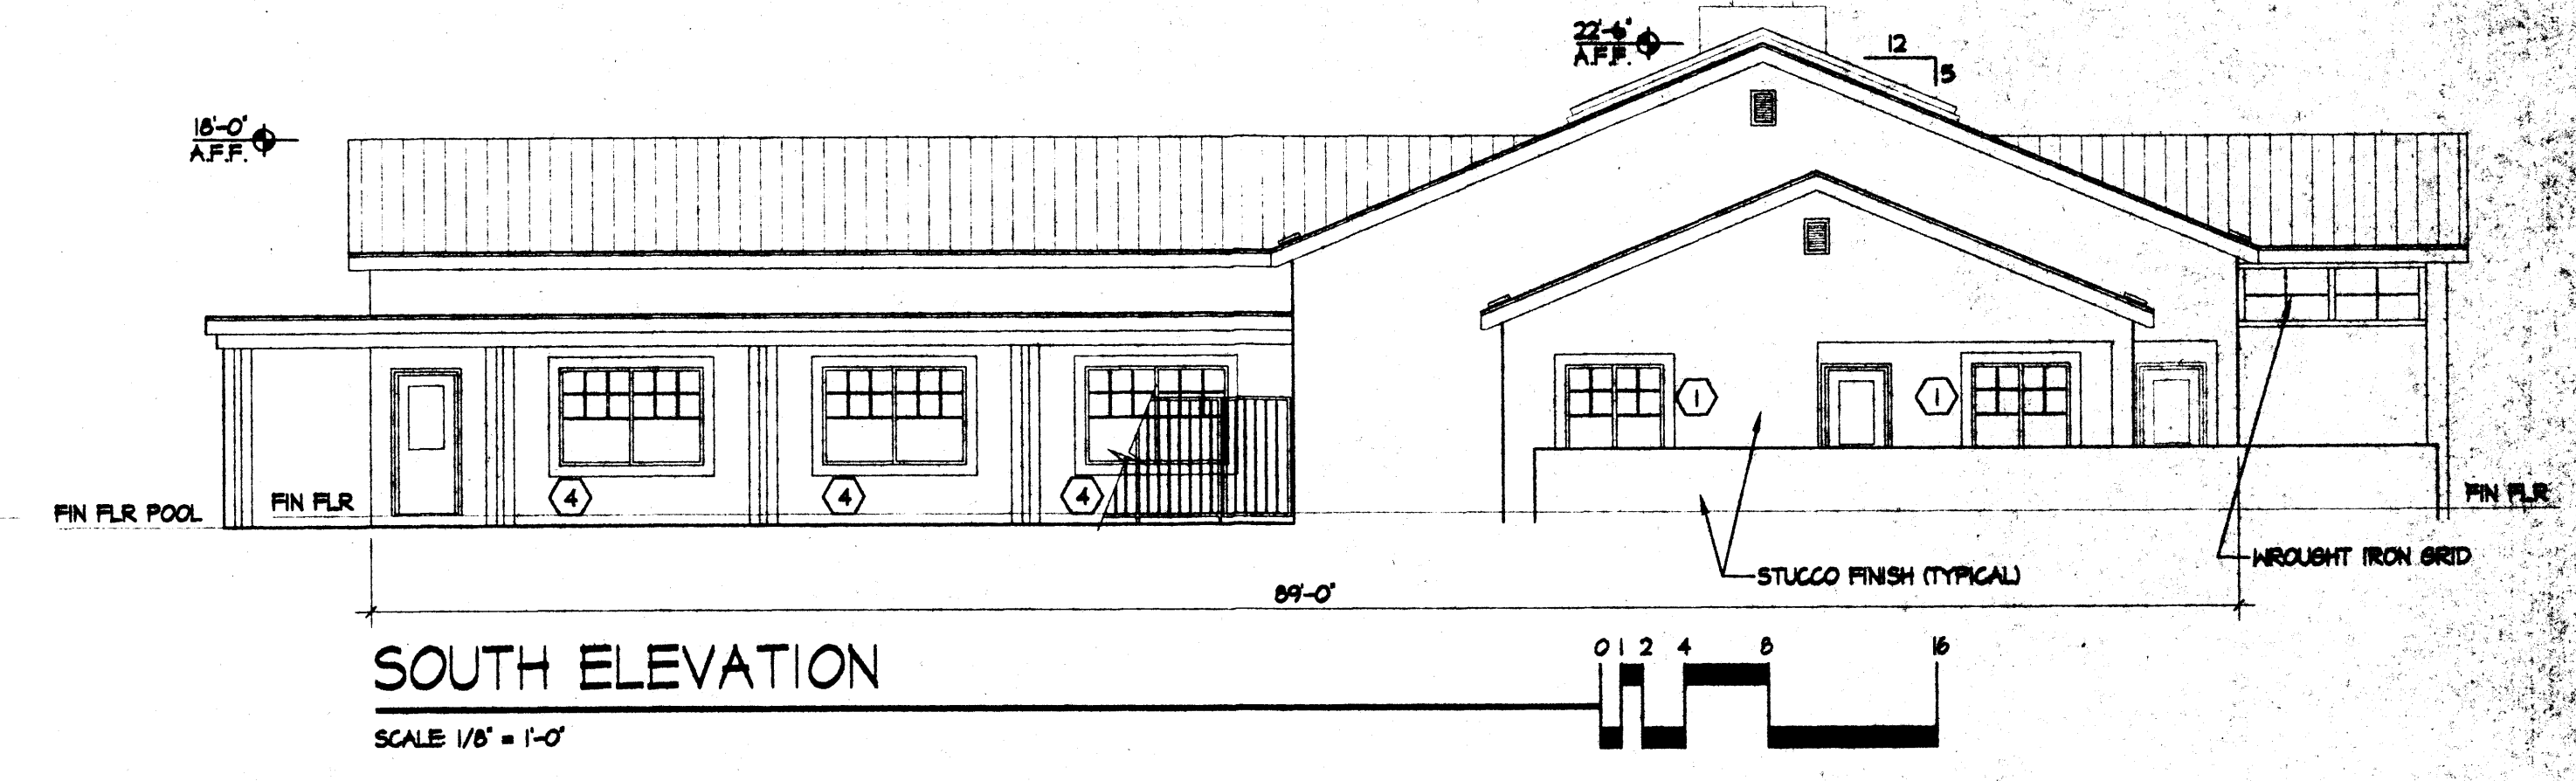 22'-6"
A.F.F.
12
5
18'-0"
A.F.F.
1
1
4
4
4
FIN FLR POOL
FIN FLR
FIN FLR
WROUGHT IRON GRID
STUCCO FINISH (TYPICAL)
89'-0"
SOUTH ELEVATION
0 1 2 4 8 16
SCALE: 1/8" = 1'-0"